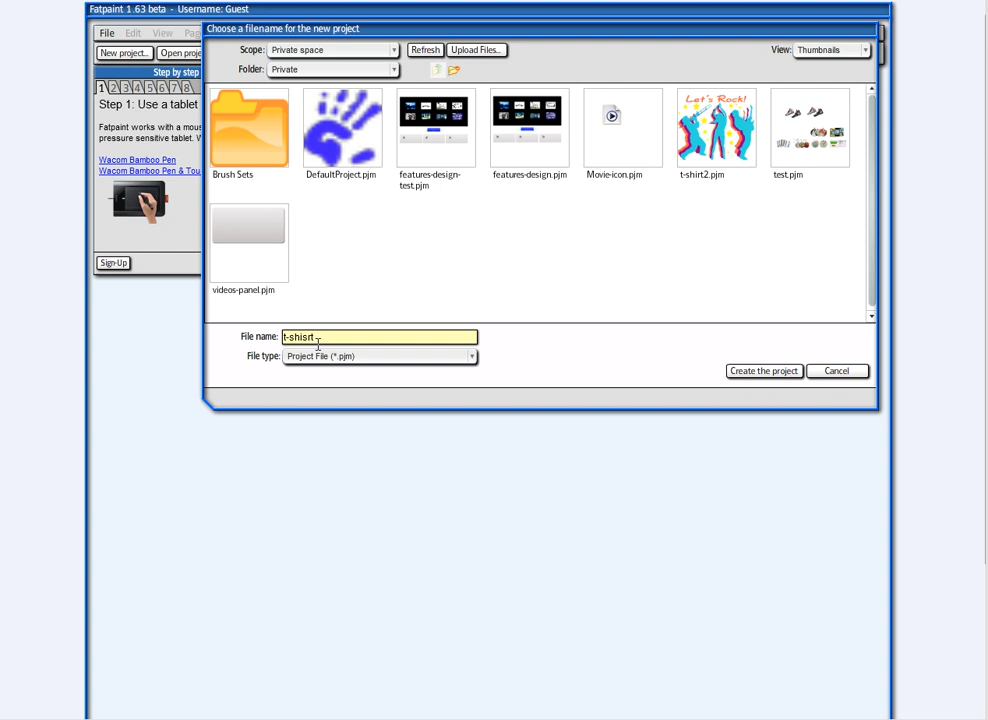 Fatpaint 1.63 beta - Username: Guest
Choose a filename for the new project
File Edit View
Scope: Private space Refresh Upload Files... View: Thumbnails
New project...
Folder: Private
Step by step
1 2 3 4 5 6 7 8
Step 1: Use a tablet
Fatpaint works with a
pressure sensitive tablet.
Wacom Bamboo Pen
Wacom Bamboo Pen &
Sign-Up
Let's Rock!
Brush Sets DefaultProject.pjm features-design-test.pjm features-design.pjm Movie-icon.pjm t-shirt2.pjm test.pjm
videos-panel.pjm
File name: t-shisrt
File type: Project File (*.pjm)
Create the project Cancel